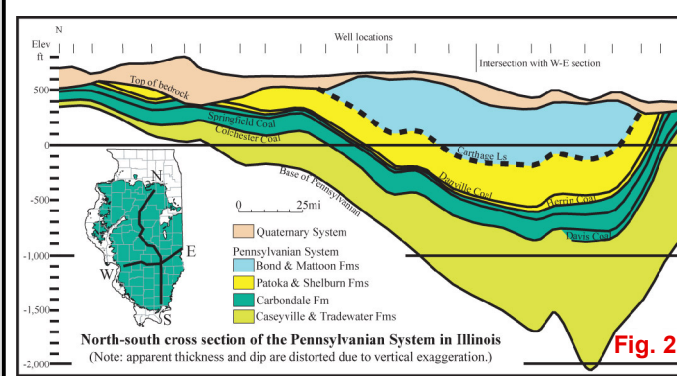 N
Elev
ft
Well locations
Intersection with W-E section
500
0
-500
-1,000
-1,500
-2,000
Top of bedrock
Springfield Coal
Colchester Coal
Base of Pennsylvanian
Carthage Ls
Danville Coal
Herrin Coal
Davis Coal
N
E
W
S
0 25mi
Quaternary System
Pennsylvanian System
Bond & Mattoon Fms
Patoka & Shelburn Fms
Carbondale Fm
Caseyville & Tradewater Fms
North-south cross section of the Pennsylvanian System in Illinois
(Note: apparent thickness and dip are distorted due to vertical exaggeration.)
Fig. 2